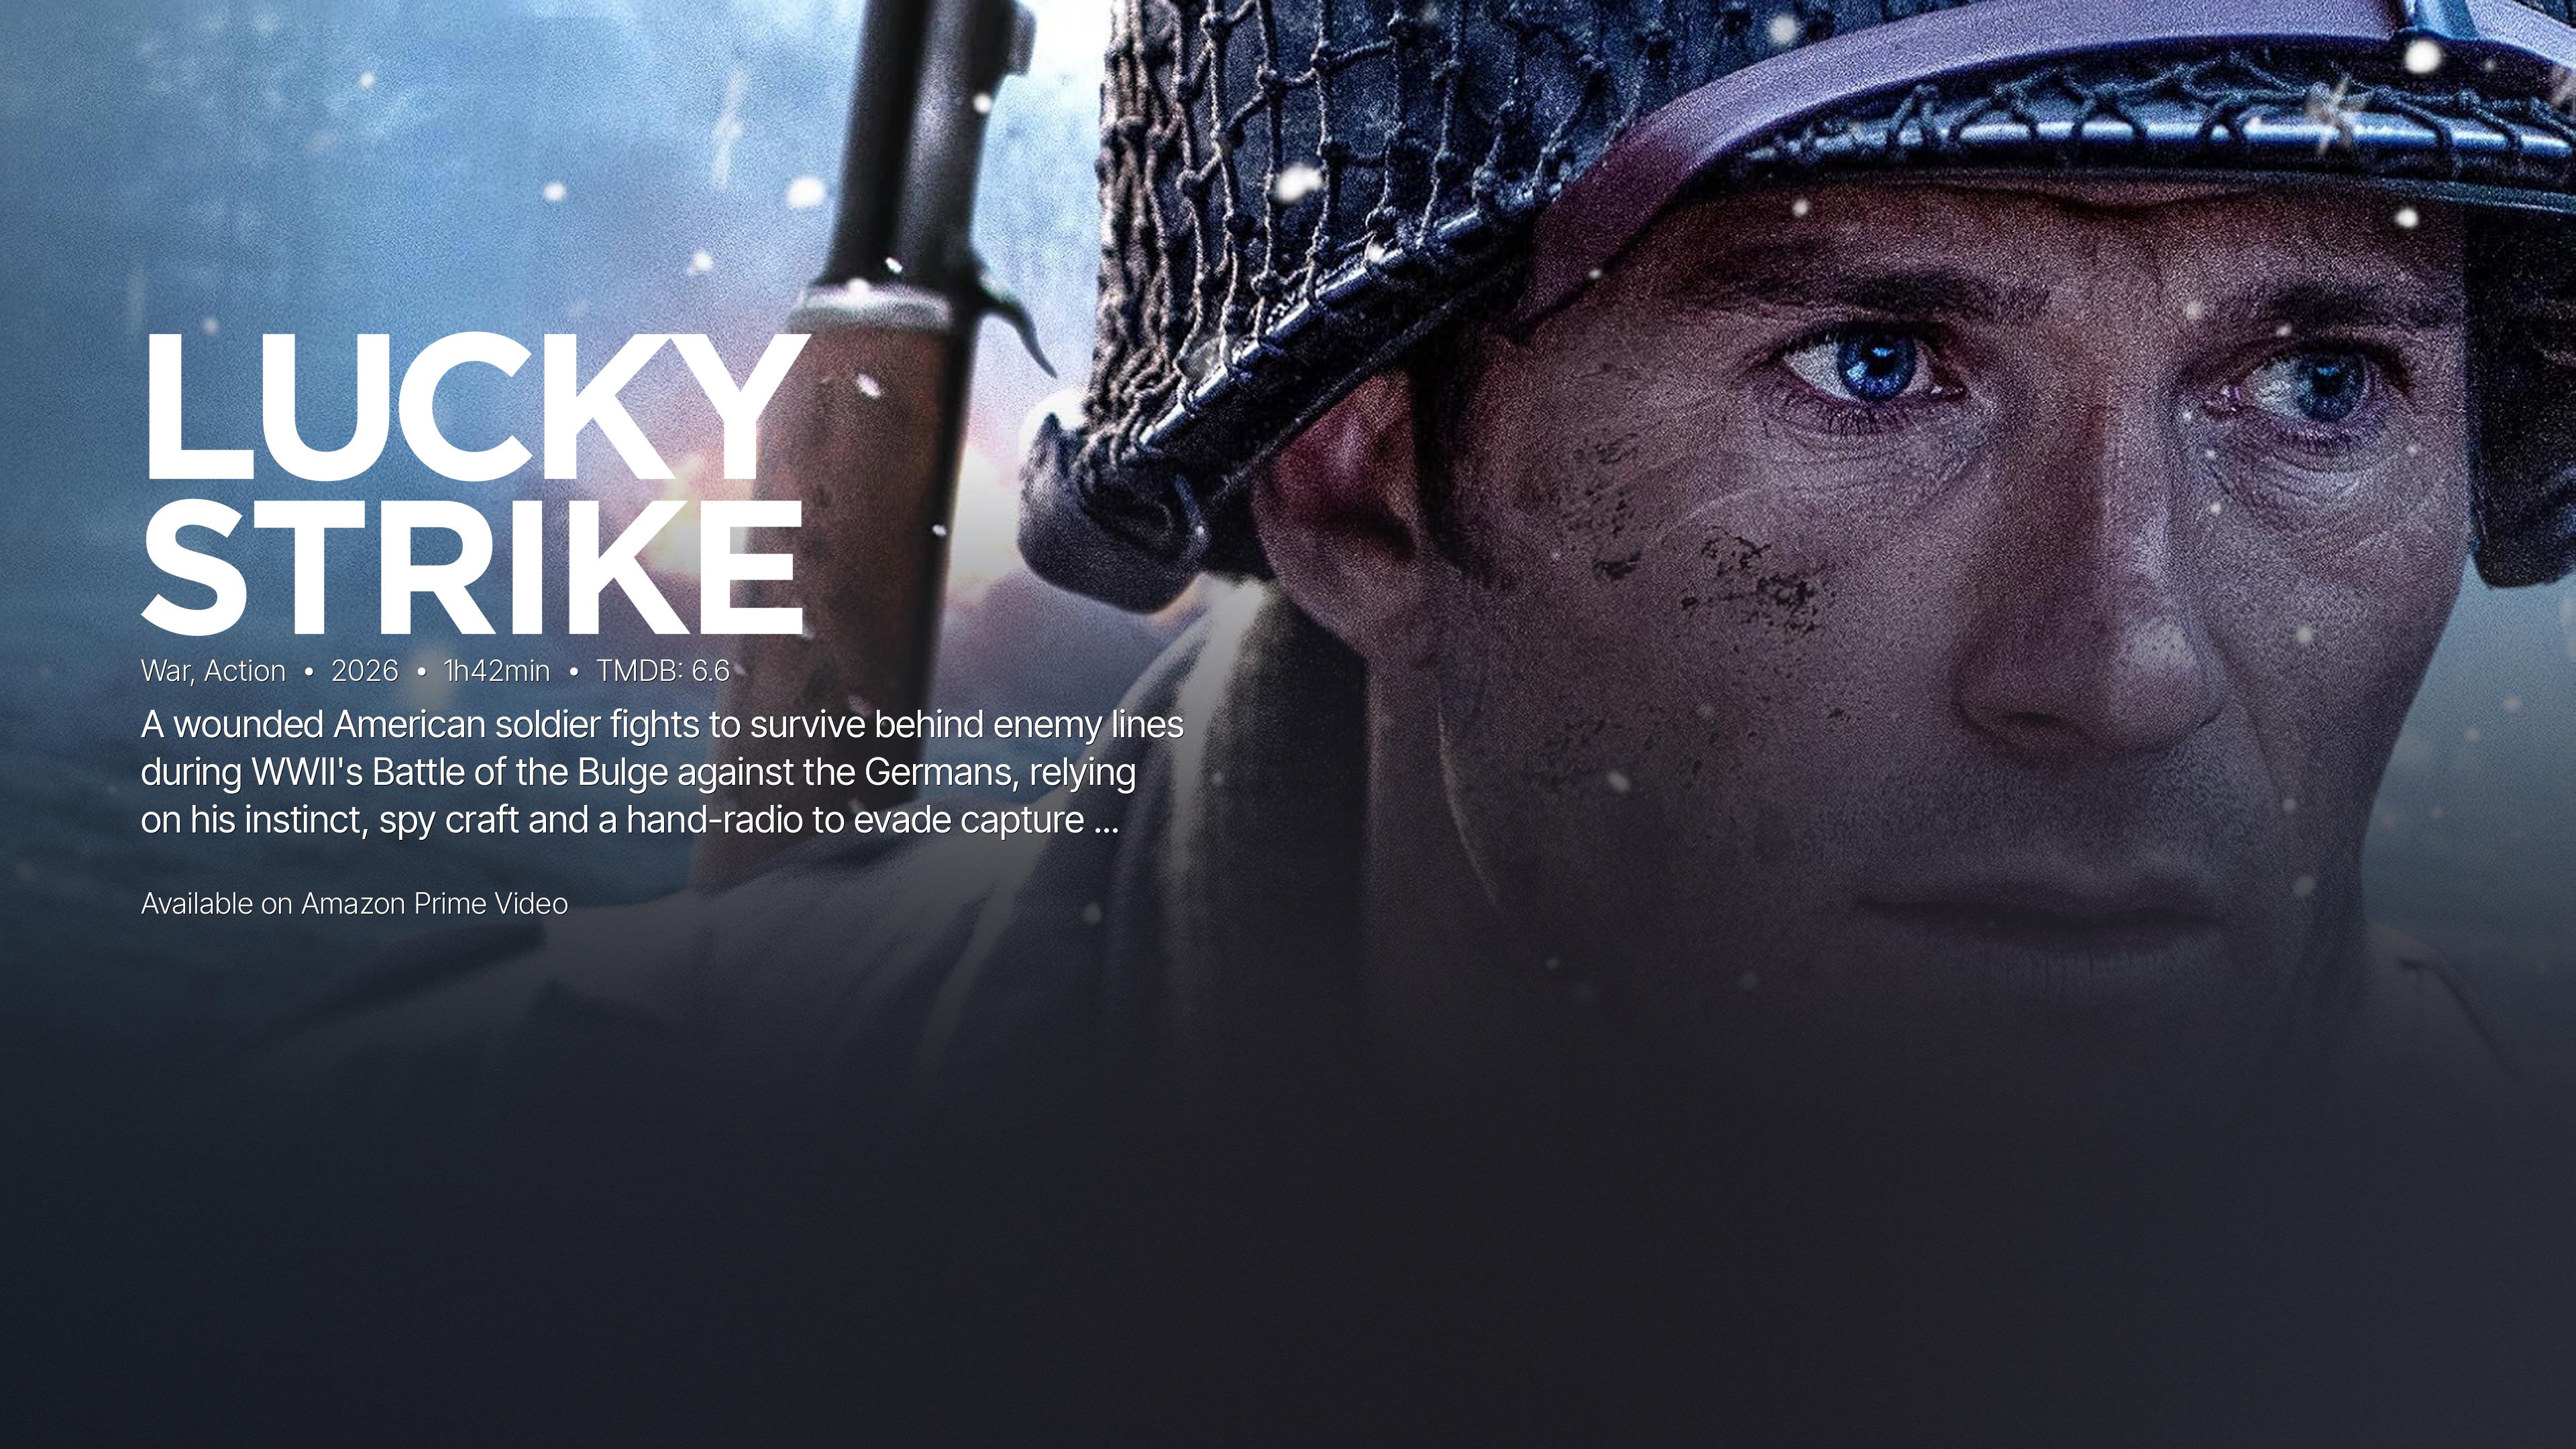 LUCKY
STRIKE
War, Action • 2026 • 1h42min • TMDB: 6.6
A wounded American soldier fights to survive behind enemy lines
during WWII's Battle of the Bulge against the Germans, relying
on his instinct, spy craft and a hand-radio to evade capture ...
Available on Amazon Prime Video